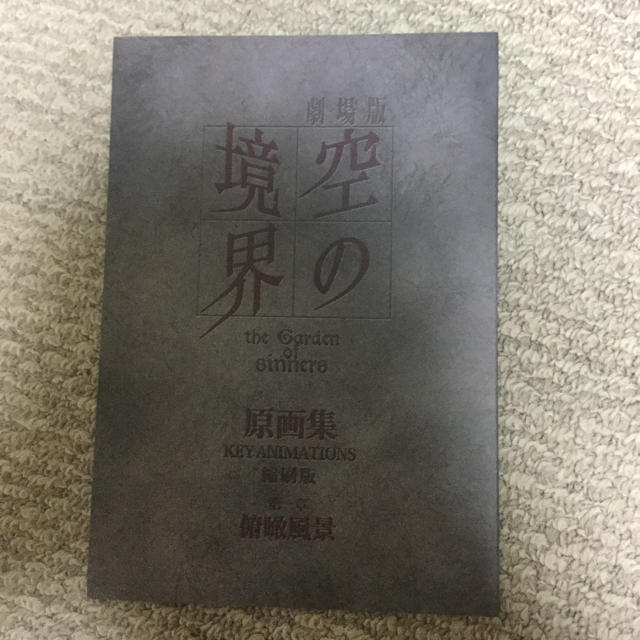 劇場版
空の
境界
the Garden
of
sinners
原画集
KEY ANIMATIONS
縮刷版
俯瞰風景